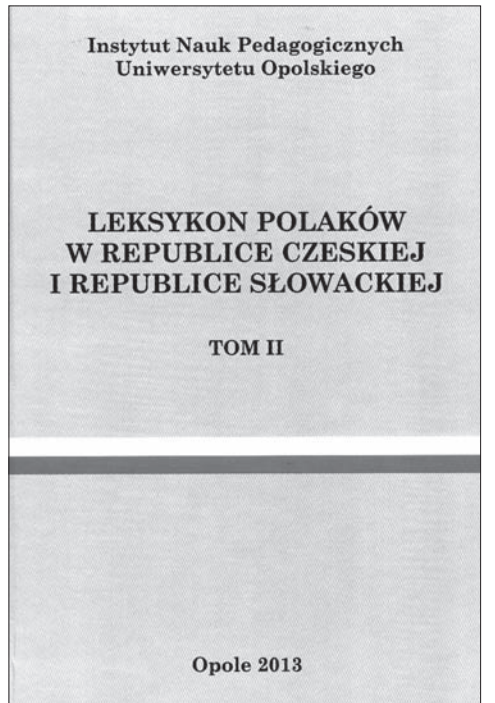 Instytut Nauk Pedagogicznych
Uniwersytetu Opolskiego
LEKSYKON POLAKÓW
W REPUBLICE CZESKIEJ
I REPUBLICE SŁOWACKIEJ
TOM II
Opole 2013